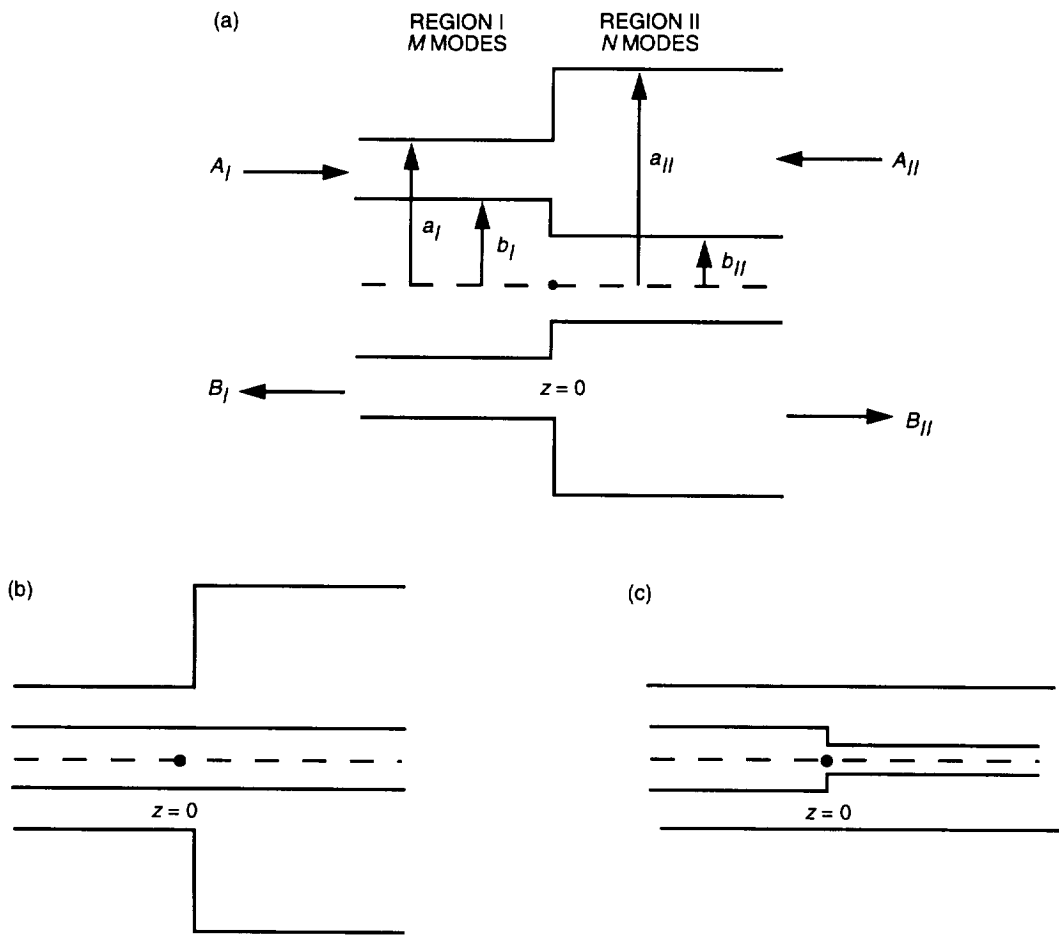 (a)
REGION I
M MODES
REGION II
N MODES
A_I
a_I
b_I
a_II
b_II
A_II
B_I
z = 0
B_II
(b)
z = 0
(c)
z = 0